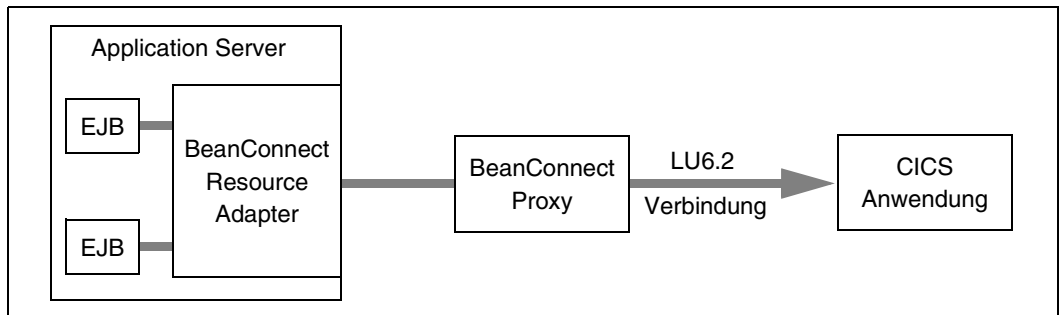 Application Server
EJB
BeanConnect
Resource
Adapter
EJB
BeanConnect
Proxy
LU6.2
Verbindung
CICS
Anwendung